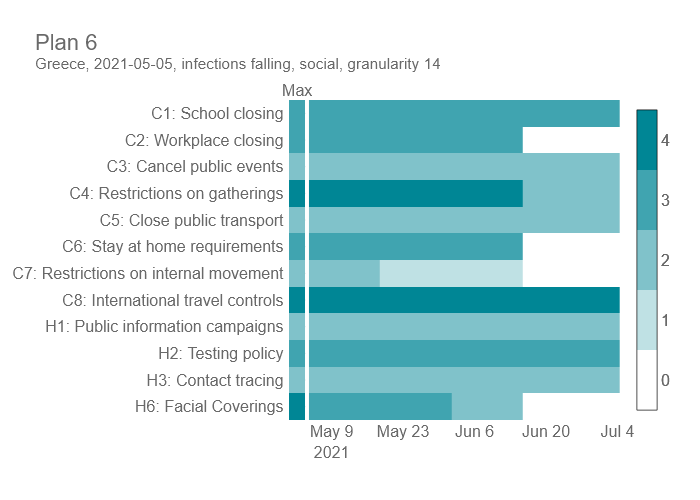 Plan 6
Greece, 2021-05-05, infections falling, social, granularity 14
Max
C1: School closing
C2: Workplace closing
C3: Cancel public events
C4: Restrictions on gatherings
C5: Close public transport
C6: Stay at home requirements
C7: Restrictions on internal movement
C8: International travel controls
H1: Public information campaigns
H2: Testing policy
H3: Contact tracing
H6: Facial Coverings
4
3
2
1
0
May 9 May 23 Jun 6 Jun 20 Jul 4
2021